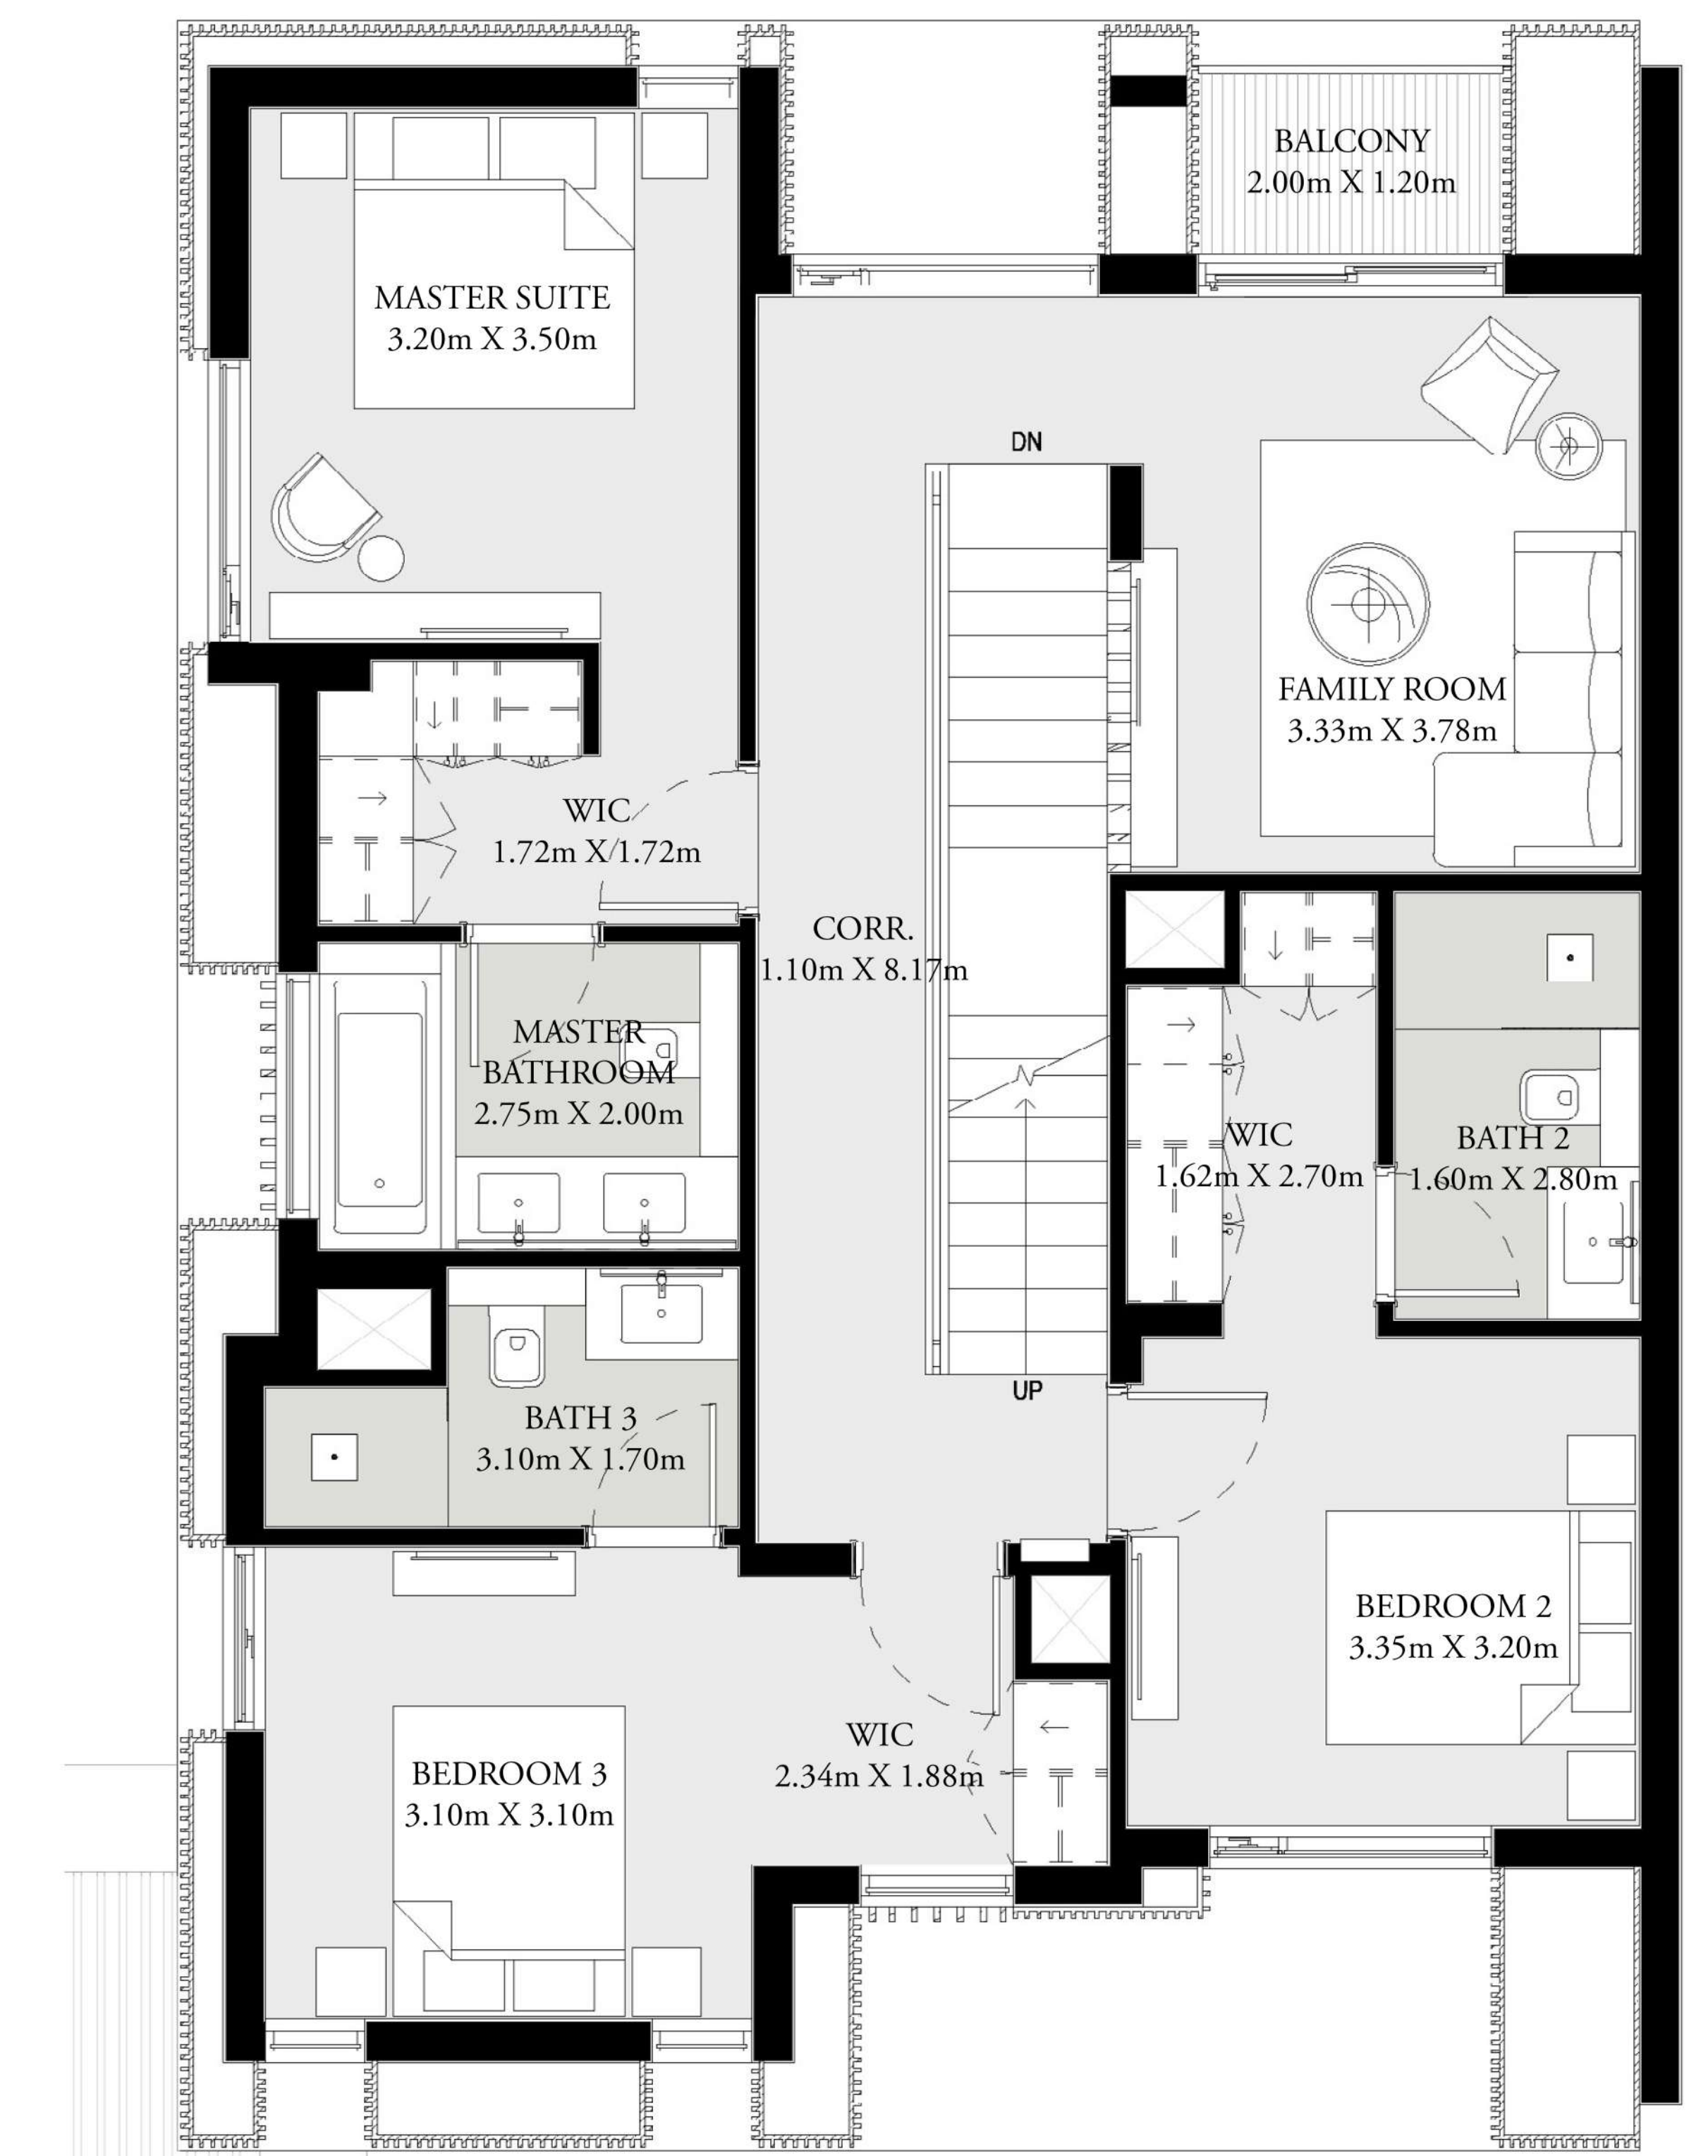 BALCONY
2.00m X 1.20m
MASTER SUITE
3.20m X 3.50m
DN
FAMILY ROOM
3.33m X 3.78m
WIC
1.72m X 1.72m
CORR.
1.10m X 8.17m
MASTER
BATHROOM
2.75m X 2.00m
WIC
1.62m X 2.70m
BATH 2
1.60m X 2.80m
UP
BATH 3
3.10m X 1.70m
BEDROOM 2
3.35m X 3.20m
WIC
2.34m X 1.88m
BEDROOM 3
3.10m X 3.10m